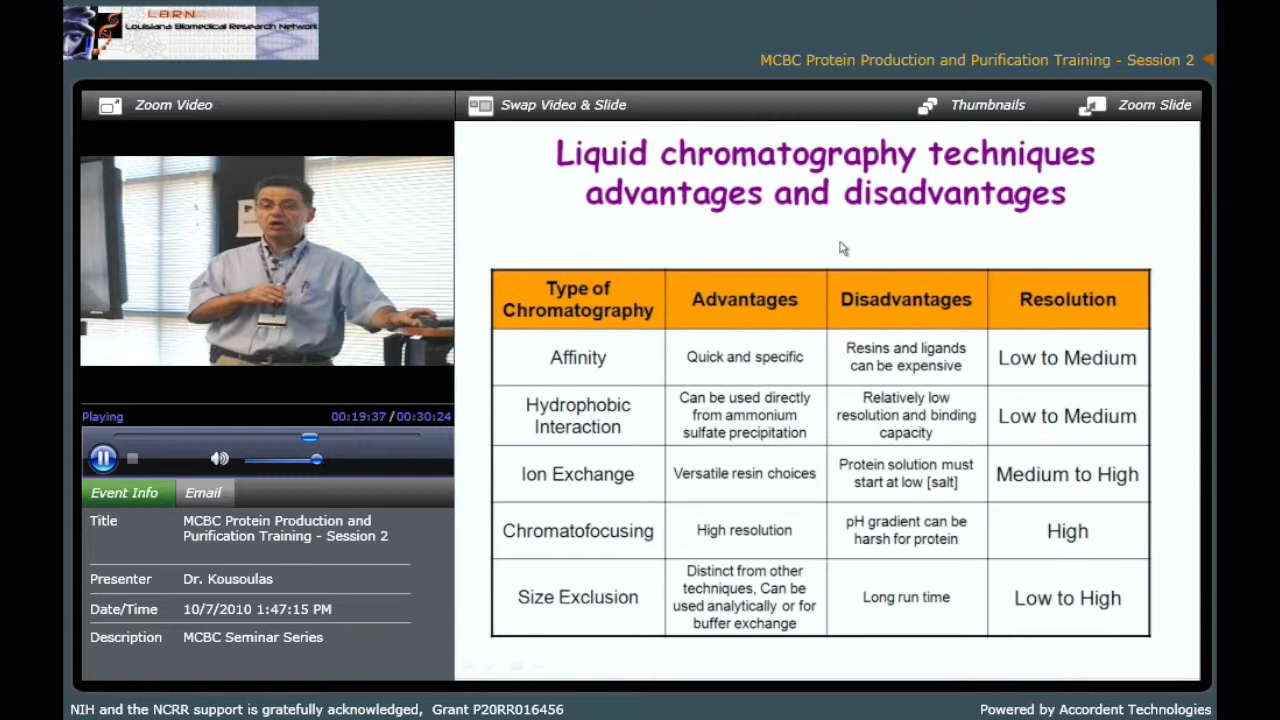 LBRN
Louisiana Biomedical Research Network
MCBC Protein Production and Purification Training - Session 2
Zoom Video
Swap Video & Slide
Thumbnails
Zoom Slide
Liquid chromatography techniques
advantages and disadvantages
Type of
Chromatography
Advantages
Disadvantages
Resolution
Affinity
Quick and specific
Resins and ligands
can be expensive
Low to Medium
Hydrophobic
Interaction
Can be used directly
from ammonium
sulfate precipitation
Relatively low
resolution and binding
capacity
Low to Medium
Ion Exchange
Versatile resin choices
Protein solution must
start at low [salt]
Medium to High
Chromatofocusing
High resolution
pH gradient can be
harsh for protein
High
Size Exclusion
Distinct from other
techniques, Can be
used analytically or for
buffer exchange
Long run time
Low to High
Playing
00:19:37 / 00:30:24
Event Info
Email
Title
MCBC Protein Production and
Purification Training - Session 2
Presenter
Dr. Kousoulas
Date/Time
10/7/2010 1:47:15 PM
Description
MCBC Seminar Series
NIH and the NCRR support is gratefully acknowledged, Grant P20RR016456
Powered by Accordent Technologies